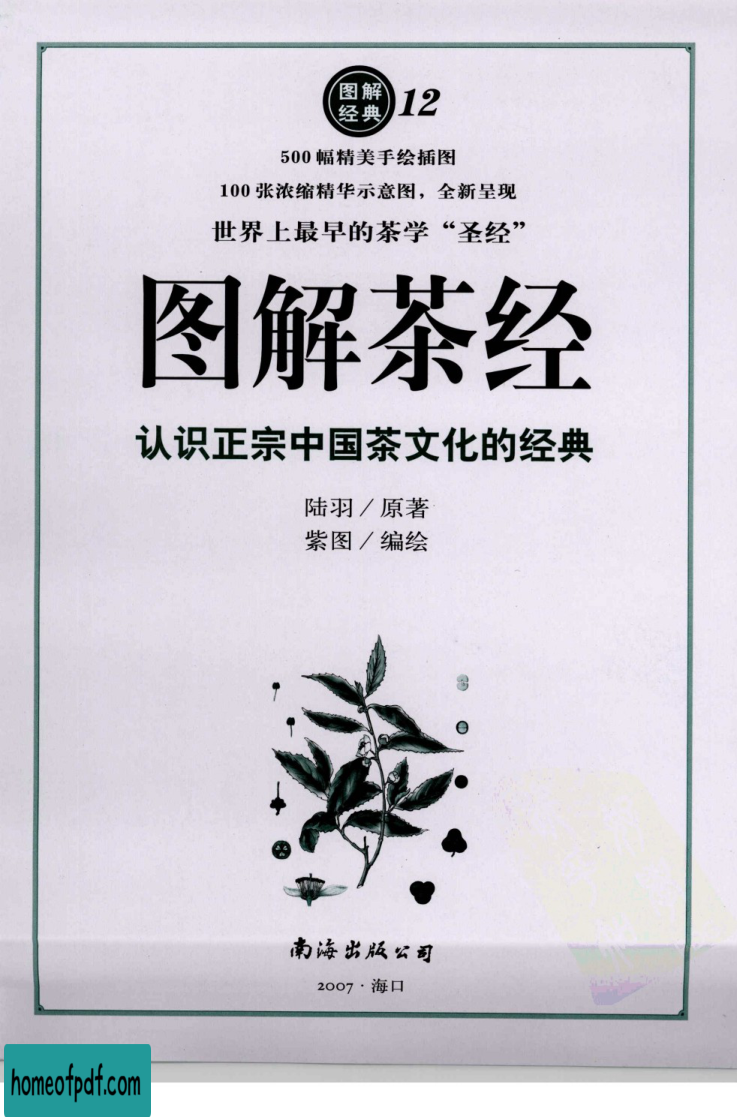 图解
经典 12
500幅精美手绘插图
100张浓缩精华示意图，全新呈现
世界上最早的茶学“圣经”
图解茶经
认识正宗中国茶文化的经典
陆羽/原著
紫图/编绘
南海出版公司
2007·海口
homeofpdf.com